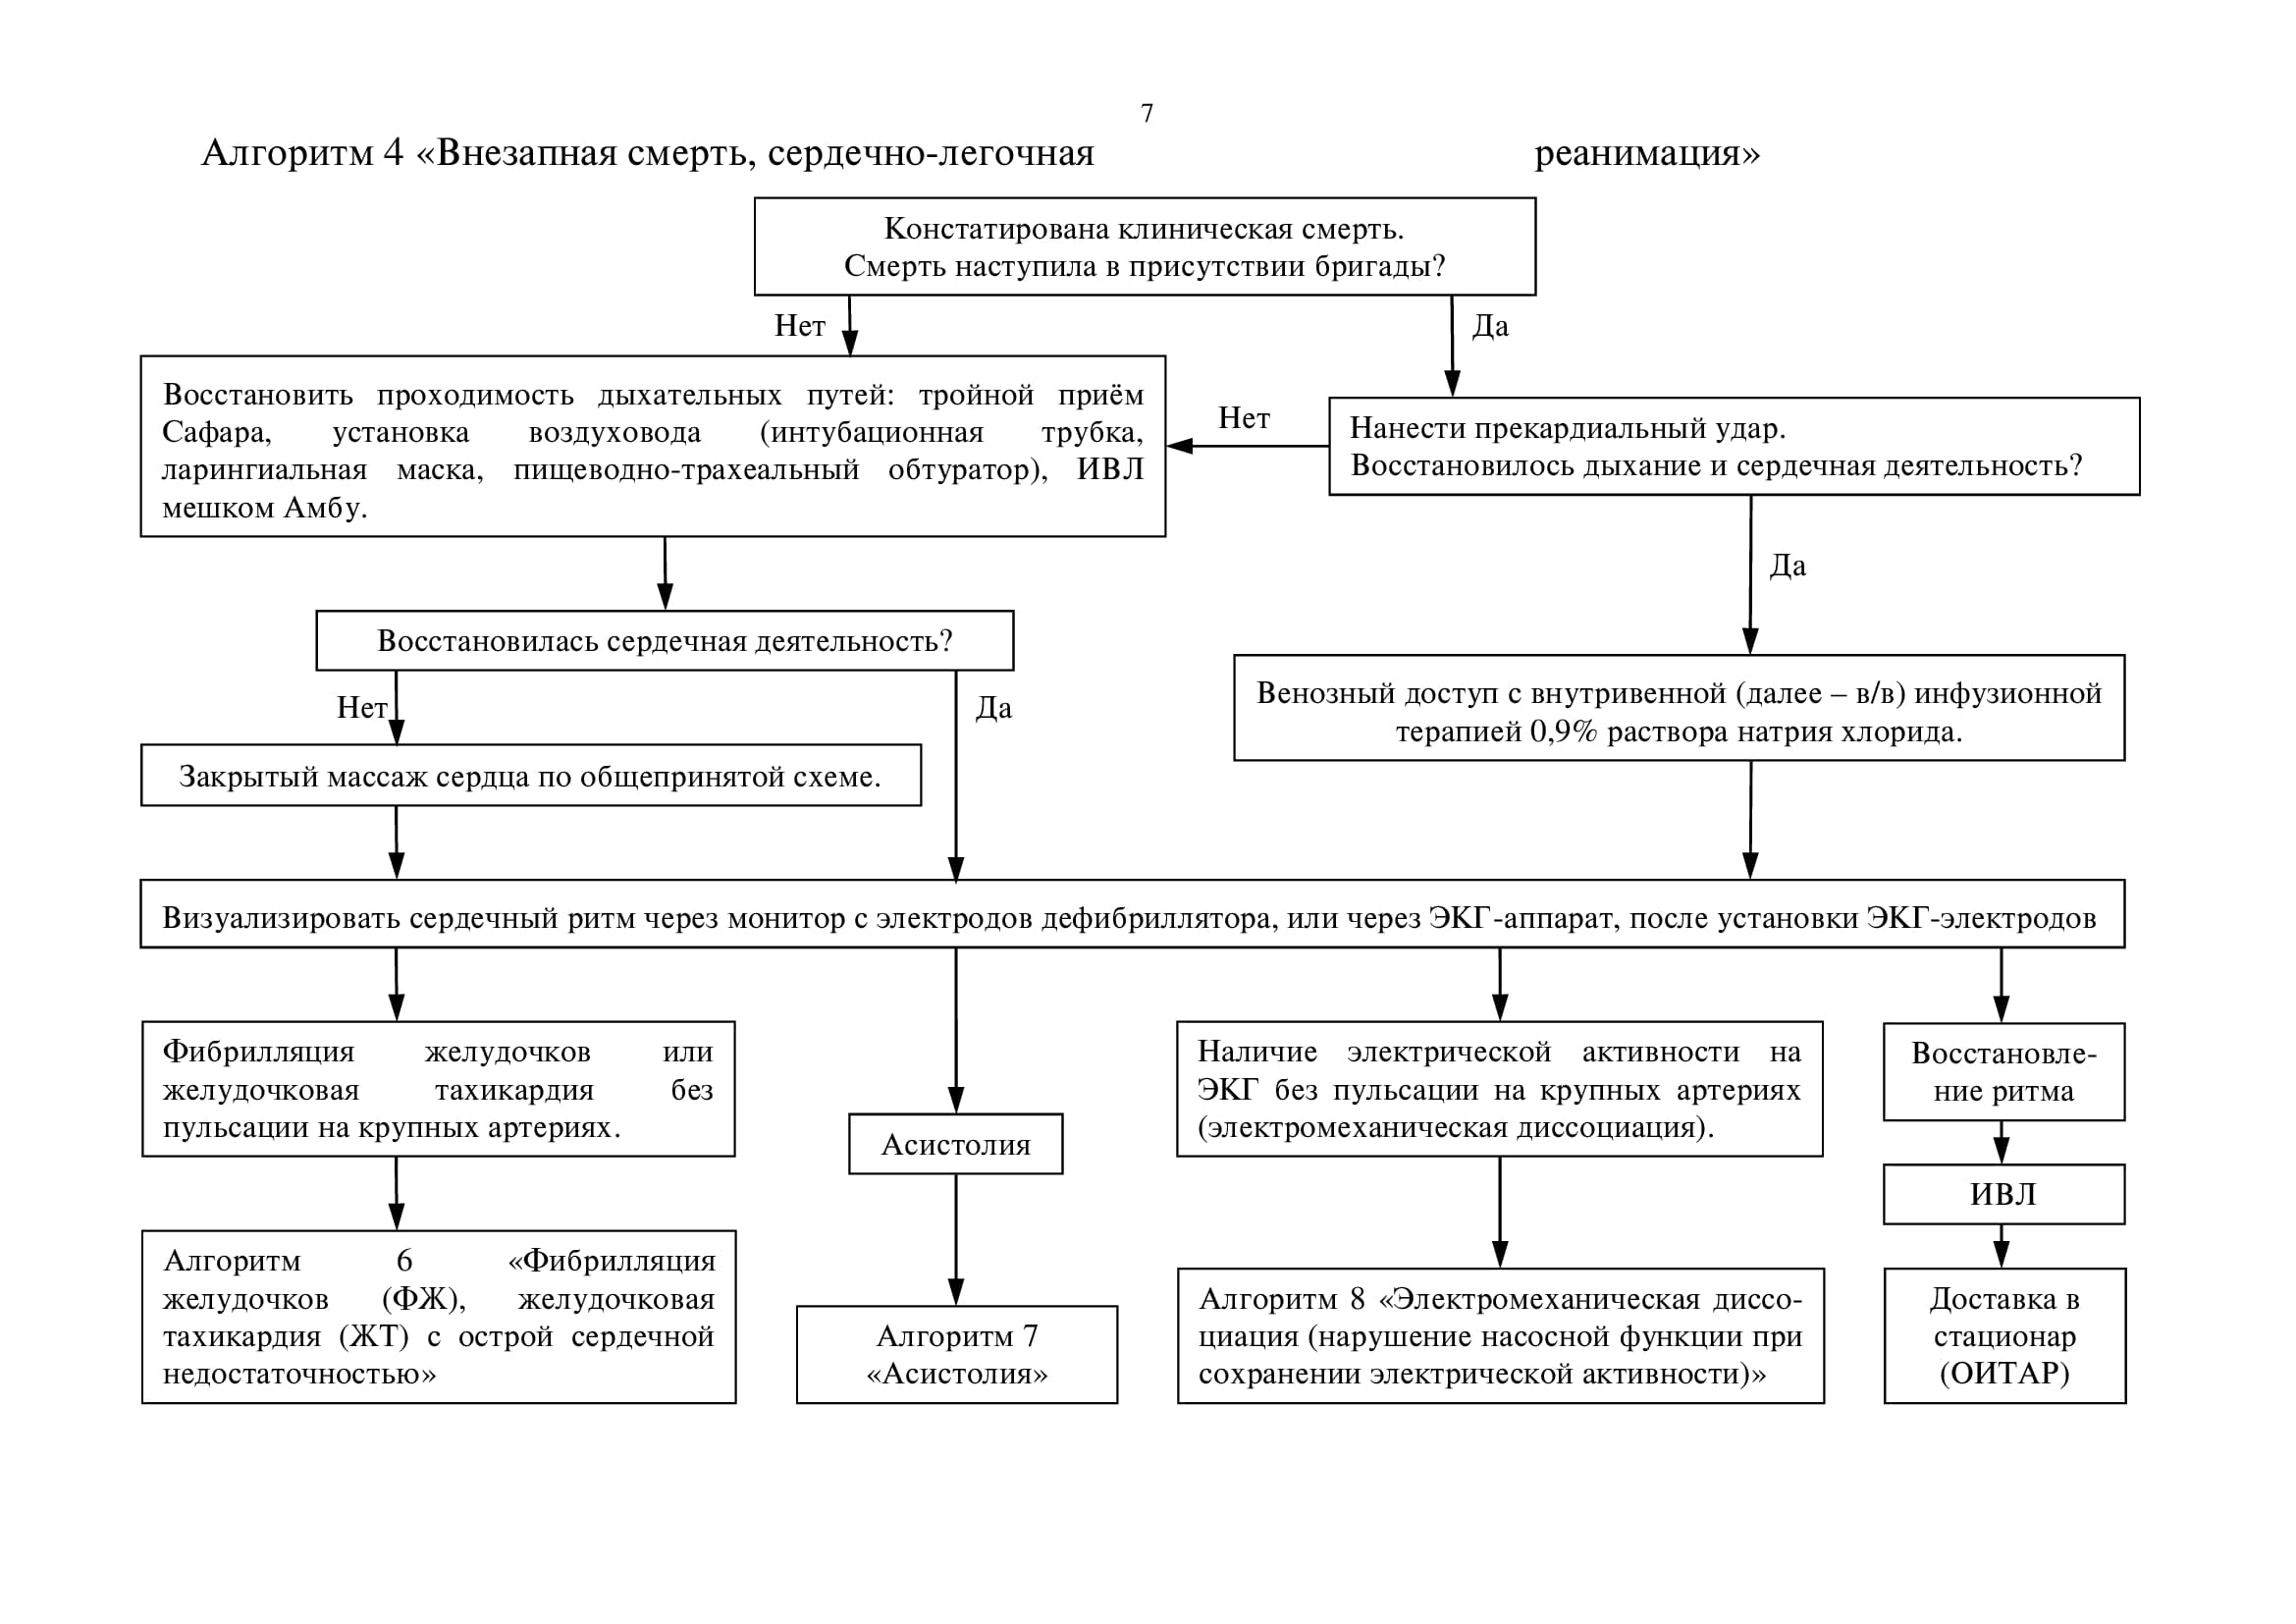 7
Алгоритм 4 «Внезапная смерть, сердечно-легочная реанимация»
Констатирована клиническая смерть.
Смерть наступила в присутствии бригады?
Нет
Да
Восстановить проходимость дыхательных путей: тройной приём
Сафара, установка воздуховода (интубационная трубка,
ларингиальная маска, пищеводно-трахеальный обтуратор), ИВЛ
мешком Амбу.
Нет
Нанести прекардиальный удар.
Восстановилось дыхание и сердечная деятельность?
Да
Восстановилась сердечная деятельность?
Нет
Да
Венозный доступ с внутривенной (далее – в/в) инфузионной
терапией 0,9% раствора натрия хлорида.
Закрытый массаж сердца по общепринятой схеме.
Визуализировать сердечный ритм через монитор с электродов дефибриллятора, или через ЭКГ-аппарат, после установки ЭКГ-электродов
Фибрилляция желудочков или
желудочковая тахикардия без
пульсации на крупных артериях.
Асистолия
Наличие электрической активности на
ЭКГ без пульсации на крупных артериях
(электромеханическая диссоциация).
Восстановле-
ние ритма
ИВЛ
Алгоритм 6 «Фибрилляция
желудочков (ФЖ), желудочковая
тахикардия (ЖТ) с острой сердечной
недостаточностью»
Алгоритм 7
«Асистолия»
Алгоритм 8 «Электромеханическая диссо-
циация (нарушение насосной функции при
сохранении электрической активности)»
Доставка в
стационар
(ОИТАР)